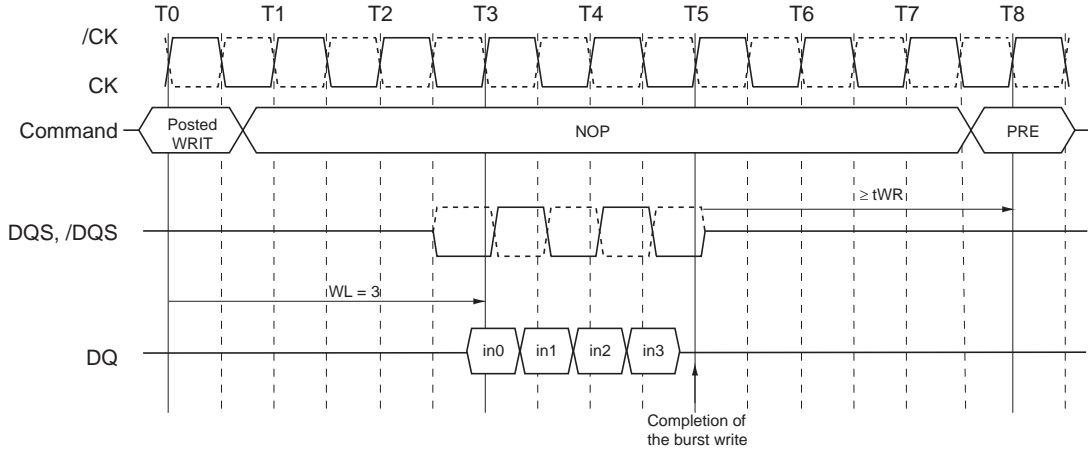 T0 T1 T2 T3 T4 T5 T6 T7 T8
/CK
CK
Command
Posted
WRIT
NOP
PRE
≥ tWR
DQS, /DQS
WL = 3
DQ
in0 in1 in2 in3
Completion of
the burst write